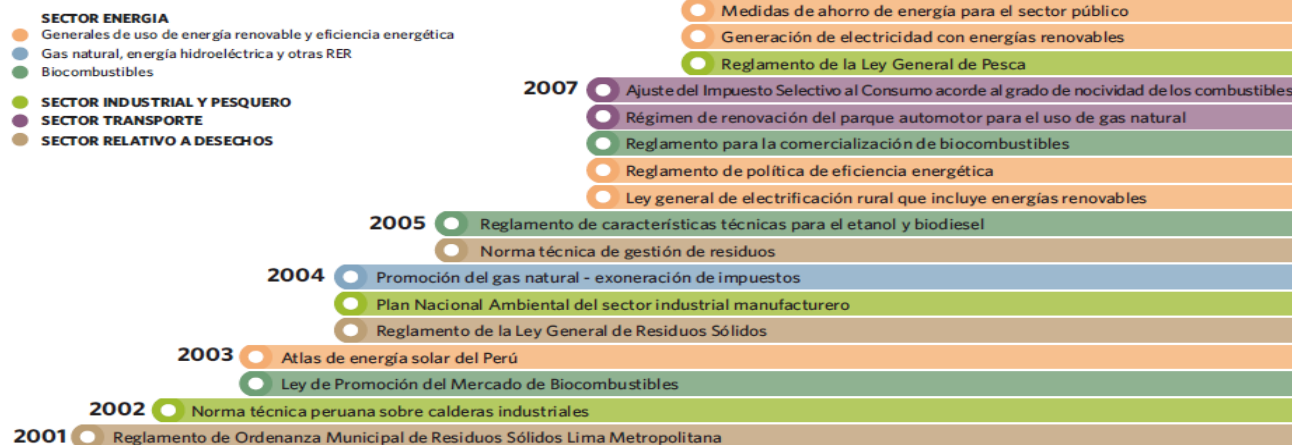 SECTOR ENERGIA
Generales de uso de energía renovable y eficiencia energética
Gas natural, energía hidroeléctrica y otras RER
Biocombustibles
SECTOR INDUSTRIAL Y PESQUERO
SECTOR TRANSPORTE
SECTOR RELATIVO A DESECHOS
Medidas de ahorro de energía para el sector público
Generación de electricidad con energías renovables
Reglamento de la Ley General de Pesca
2007 Ajuste del Impuesto Selectivo al Consumo acorde al grado de nocividad de los combustibles
Régimen de renovación del parque automotor para el uso de gas natural
Reglamento para la comercialización de biocombustibles
Reglamento de política de eficiencia energética
Ley general de electrificación rural que incluye energías renovables
2005 Reglamento de características técnicas para el etanol y biodiesel
Norma técnica de gestión de residuos
2004 Promoción del gas natural - exoneración de impuestos
Plan Nacional Ambiental del sector industrial manufacturero
Reglamento de la Ley General de Residuos Sólidos
2003 Atlas de energía solar del Perú
Ley de Promoción del Mercado de Biocombustibles
2002 Norma técnica peruana sobre calderas industriales
2001 Reglamento de Ordenanza Municipal de Residuos Sólidos Lima Metropolitana